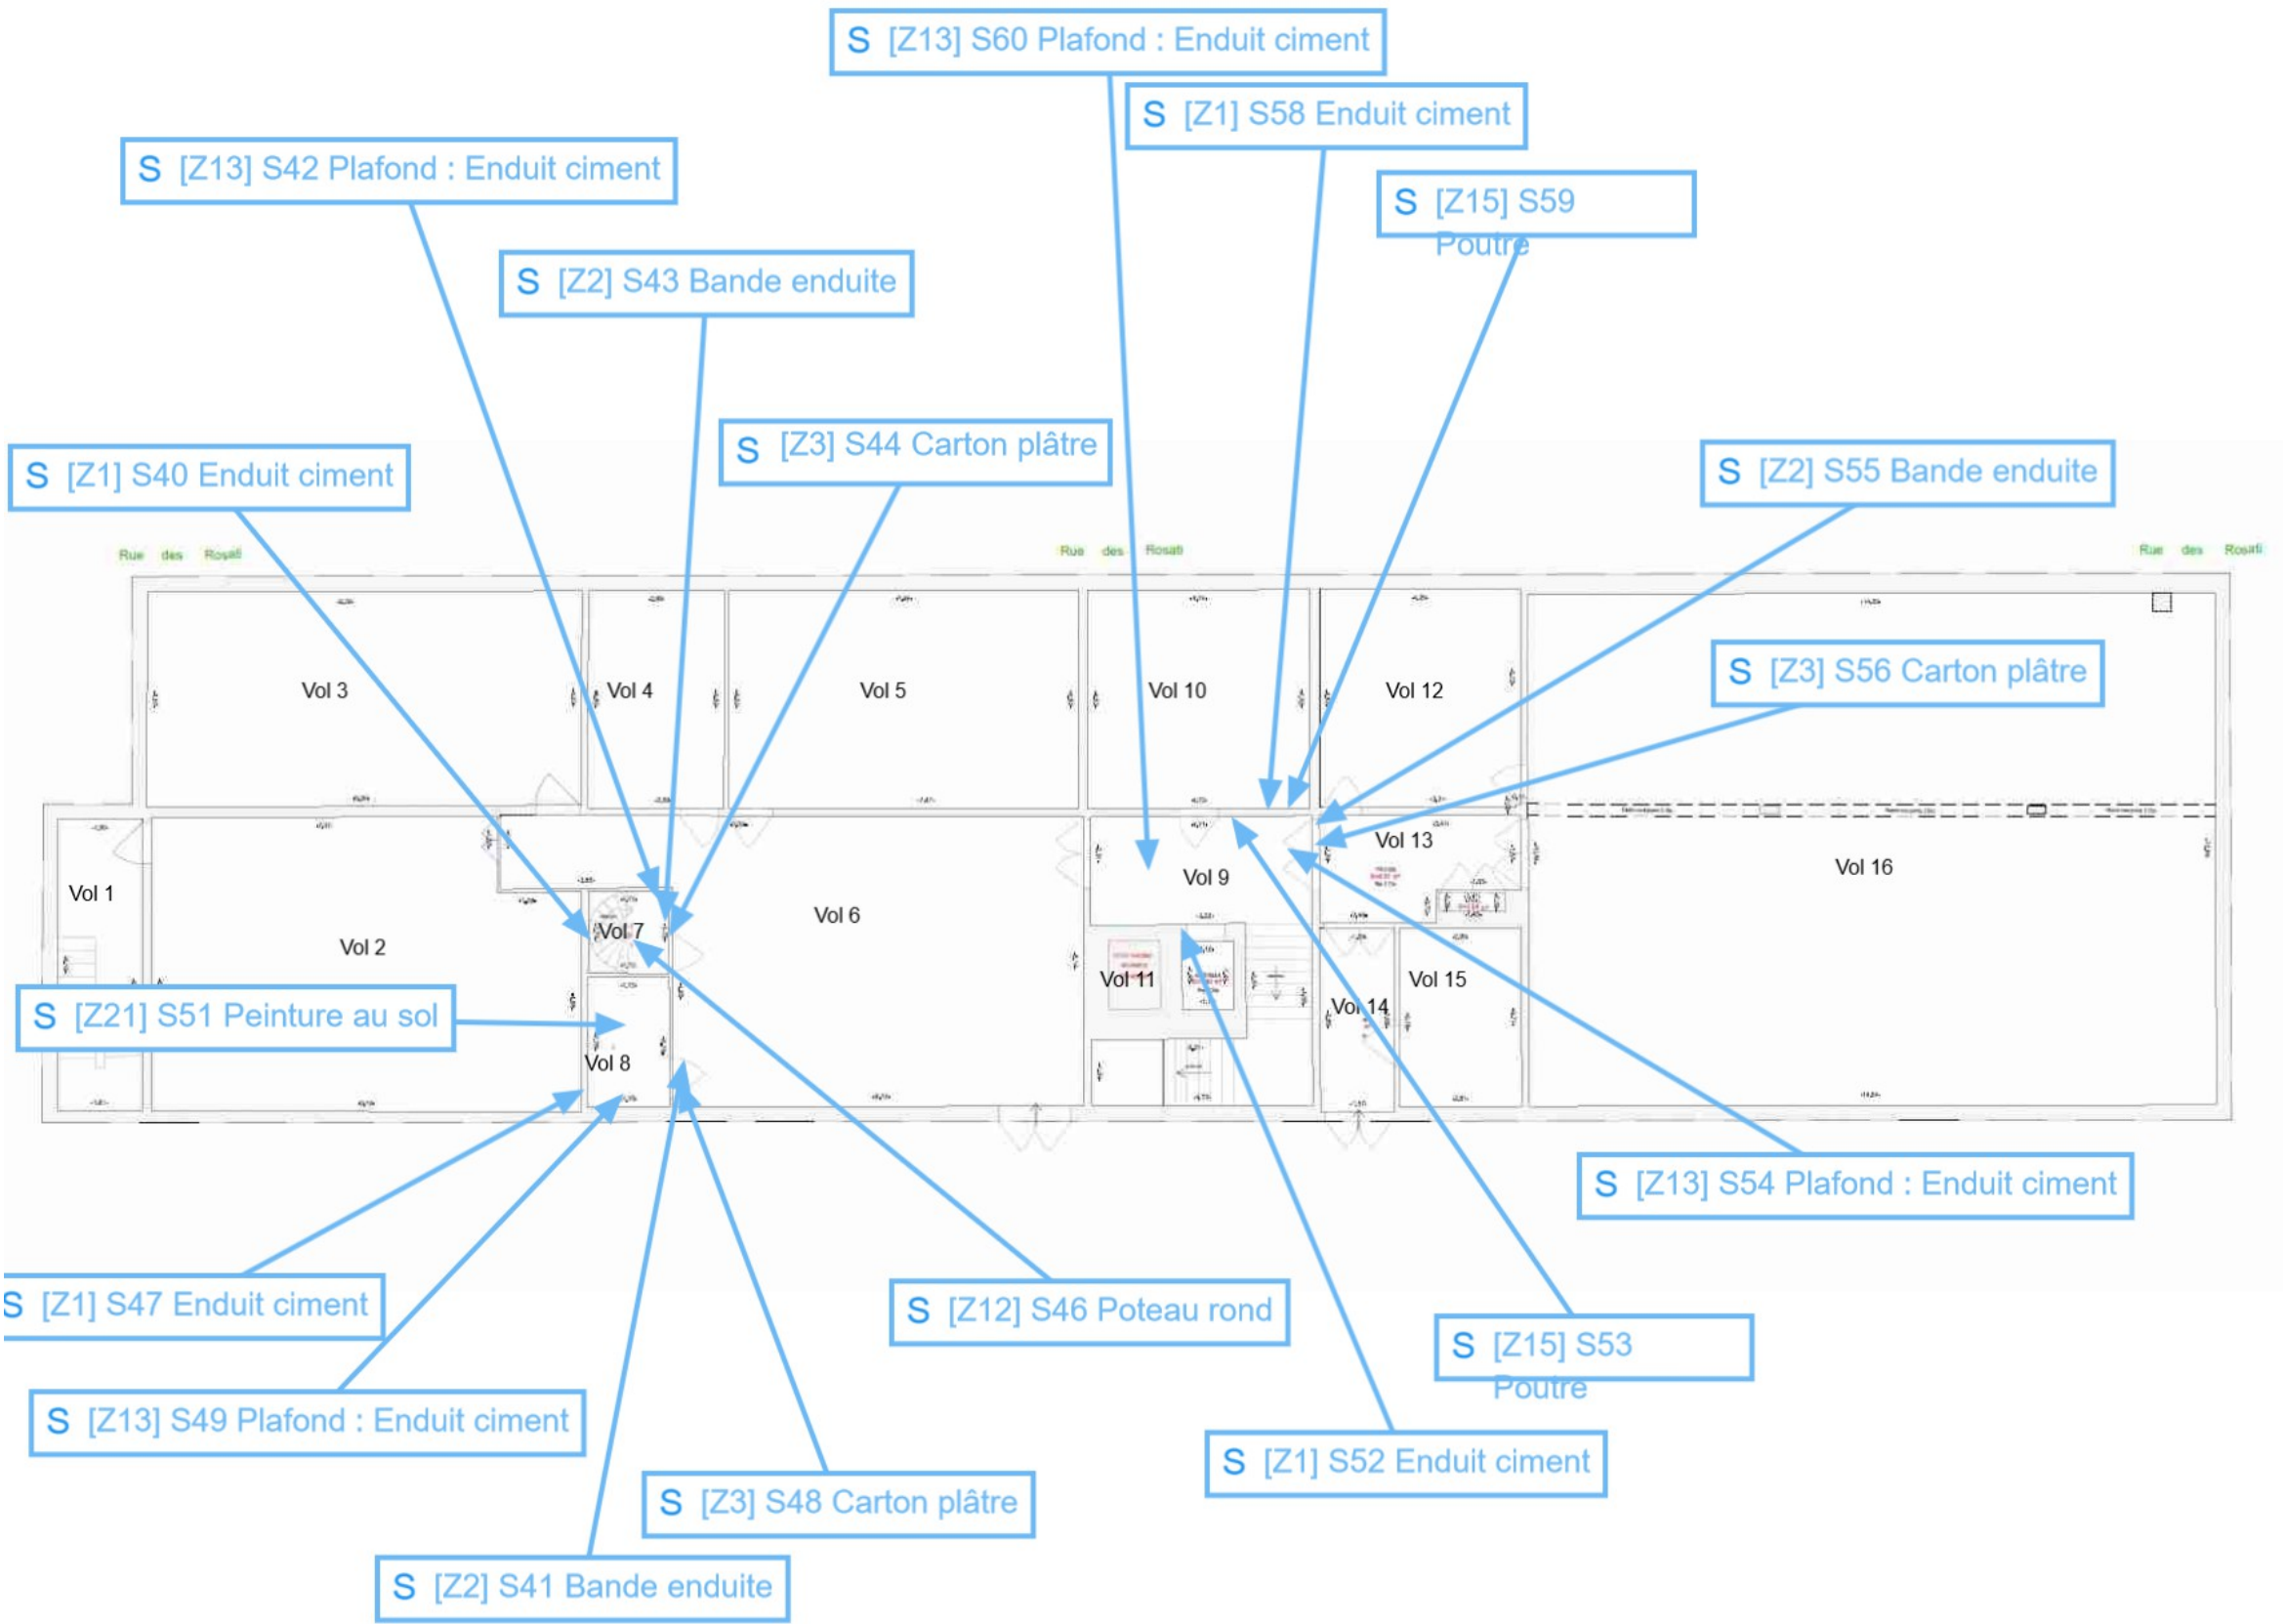 S [Z13] S60 Plafond : Enduit ciment
S [Z1] S58 Enduit ciment
S [Z13] S42 Plafond : Enduit ciment
S [Z15] S59
Poutre
S [Z2] S43 Bande enduite
S [Z3] S44 Carton plâtre
S [Z1] S40 Enduit ciment
S [Z2] S55 Bande enduite
Rue des Rosati
Rue des Rosati
Rue des Rosati
S [Z3] S56 Carton plâtre
Vol 3
Vol 4
Vol 5
Vol 10
Vol 12
Vol 13
Vol 16
Vol 9
Vol 1
Vol 6
Vol 7
Vol 2
Vol 11
Vol 15
Vol 14
S [Z21] S51 Peinture au sol
Vol 8
S [Z13] S54 Plafond : Enduit ciment
S [Z1] S47 Enduit ciment
S [Z12] S46 Poteau rond
S [Z15] S53
Poutre
S [Z13] S49 Plafond : Enduit ciment
S [Z1] S52 Enduit ciment
S [Z3] S48 Carton plâtre
S [Z2] S41 Bande enduite